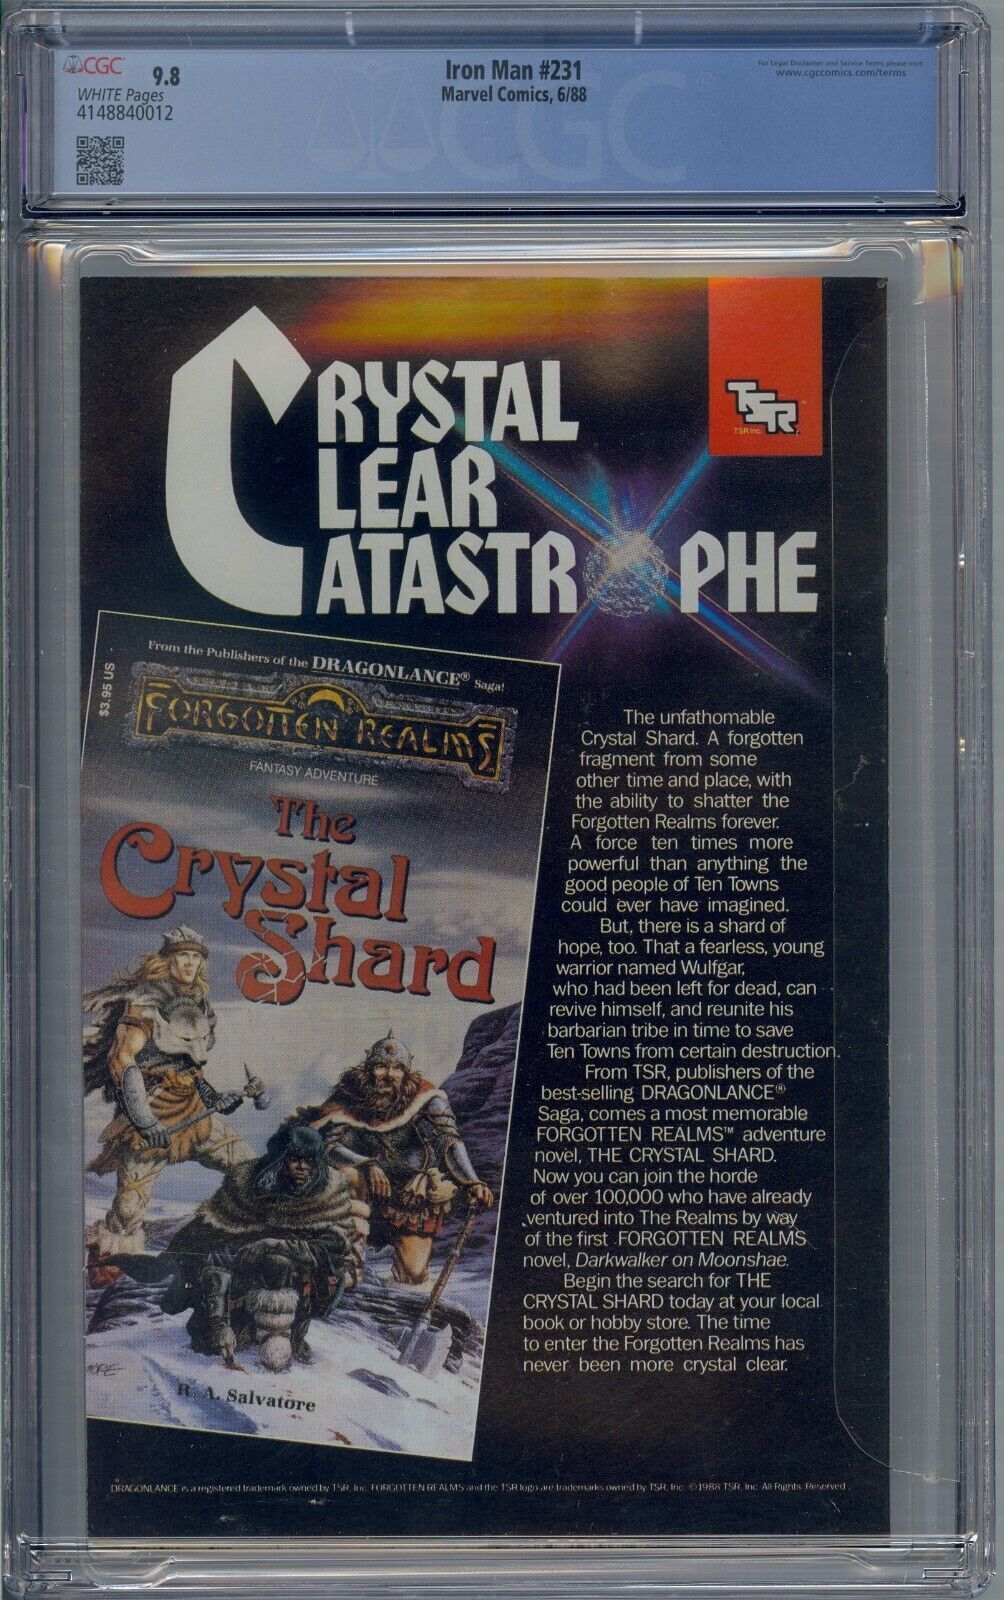 CGC
9.8
WHITE Pages
4148840012
Iron Man #231
Marvel Comics, 6/88
For Legal Disclaimer and Service Terms please visit:
www.cgccomics.com/terms
CGC
CRYSTAL
CLEAR
CATASTROPHE
TSR™
TSR Inc.
$3.95 US
From the Publishers of the DRAGONLANCE® Saga!
FORGOTTEN REALMS
FANTASY ADVENTURE
The
Crystal
Shard
R. A. Salvatore
The unfathomable
Crystal Shard. A forgotten
fragment from some
other time and place, with
the ability to shatter the
Forgotten Realms forever.
A force ten times more
powerful than anything the
good people of Ten Towns
could ever have imagined.
But, there is a shard of
hope, too. That a fearless, young
warrior named Wulfgar,
who had been left for dead, can
revive himself, and reunite his
barbarian tribe in time to save
Ten Towns from certain destruction.
From TSR, publishers of the
best-selling DRAGONLANCE®
Saga, comes a most memorable
FORGOTTEN REALMS™ adventure
novel, THE CRYSTAL SHARD.
Now you can join the horde
of over 100,000 who have already
ventured into The Realms by way
of the first FORGOTTEN REALMS
novel, Darkwalker on Moonshae.
Begin the search for THE
CRYSTAL SHARD today at your local
book or hobby store. The time
to enter the Forgotten Realms has
never been more crystal clear.
DRAGONLANCE is a registered trademark owned by TSR, Inc. FORGOTTEN REALMS and the TSR logo are trademarks owned by TSR, Inc. ©1988 TSR, Inc. All Rights Reserved.